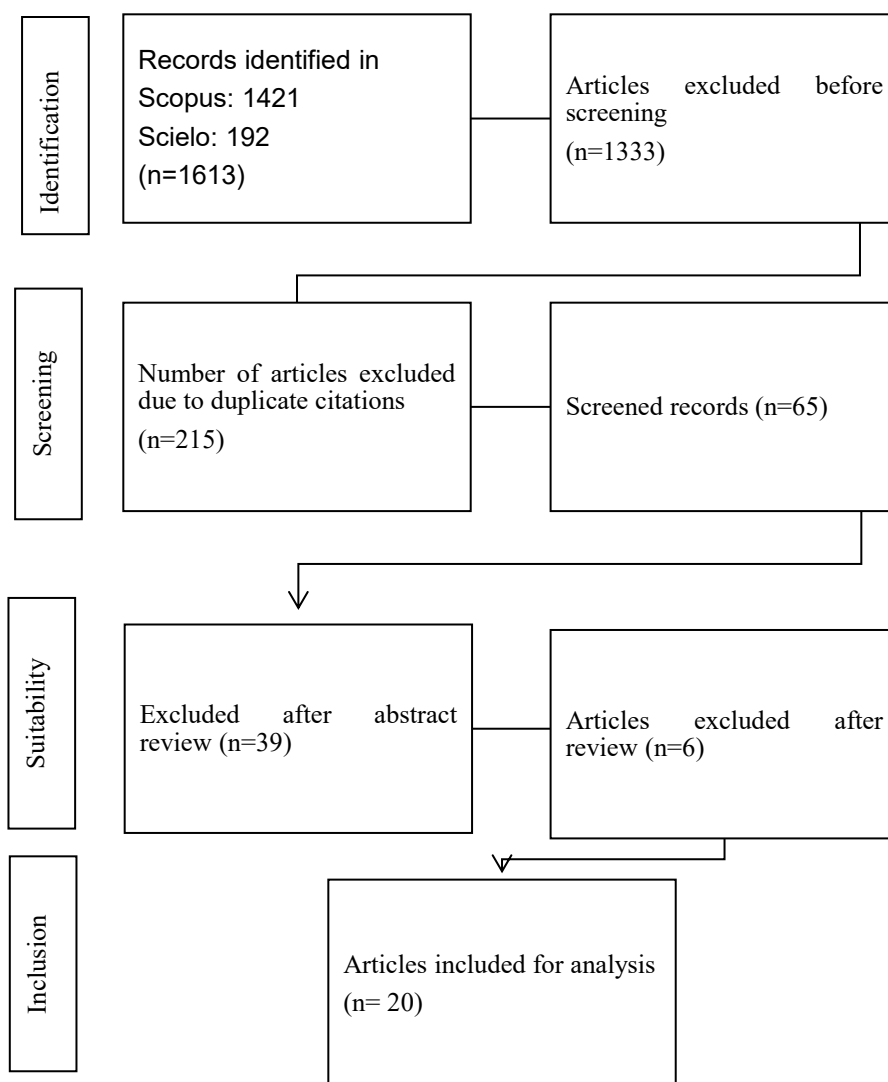 Identification
Records identified in
Scopus: 1421
Scielo: 192
(n=1613)
Articles excluded before
screening
(n=1333)
Screening
Number of articles excluded
due to duplicate citations
(n=215)
Screened records (n=65)
Suitability
Excluded after abstract
review (n=39)
Articles excluded after
review (n=6)
Inclusion
Articles included for analysis
(n= 20)